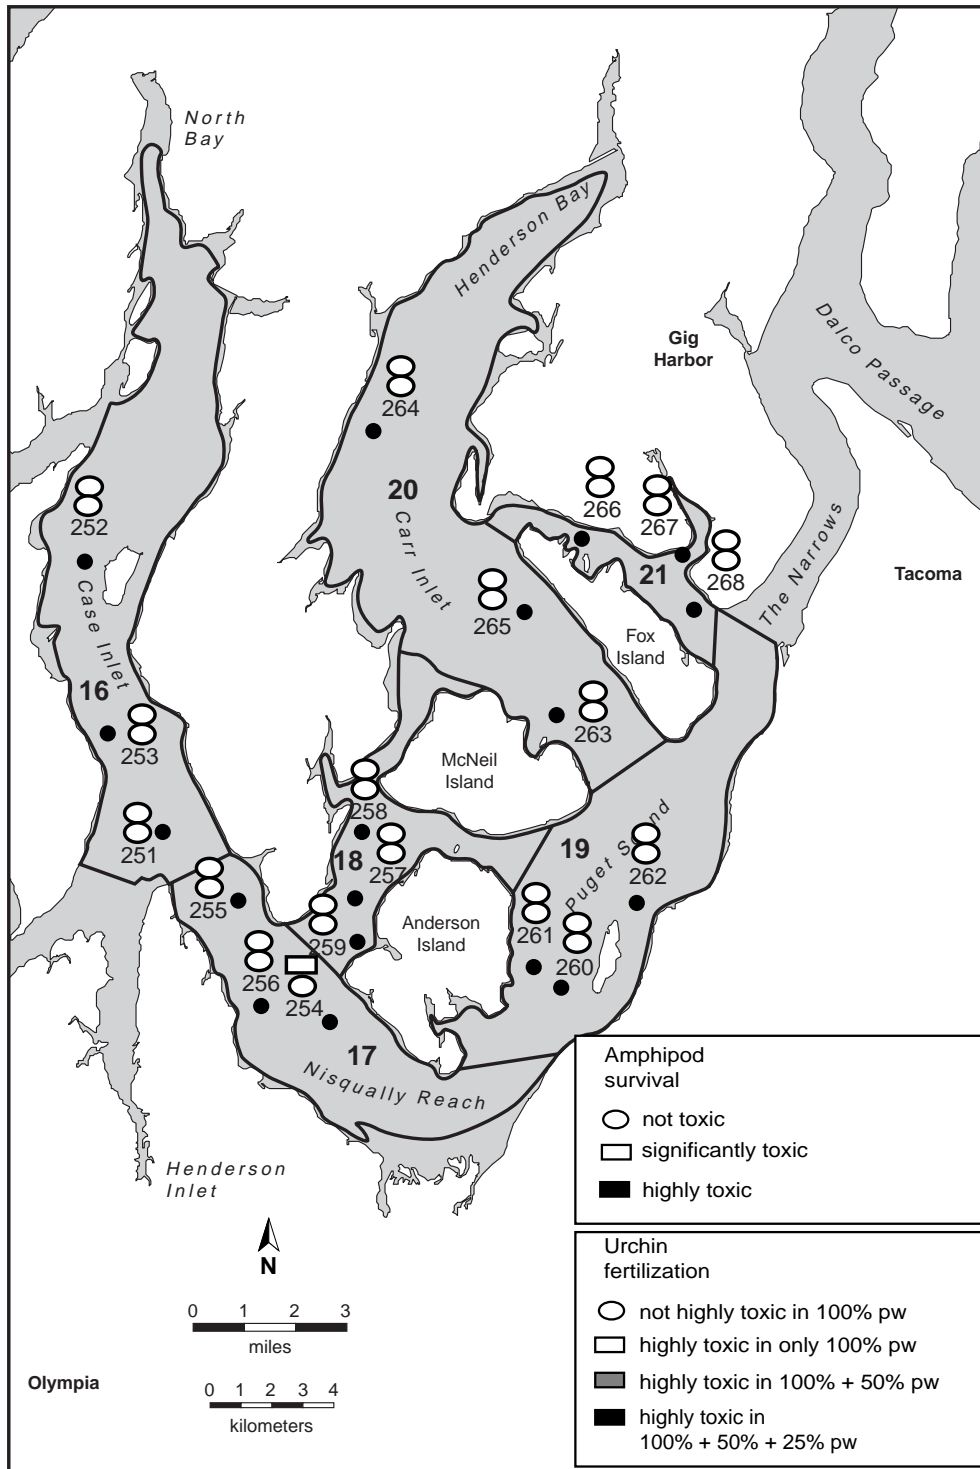 North
Bay
Henderson Bay
Gig
Harbor
Dalco Passage
264
252
20
266
267
268
Carr Inlet
The Narrows
Tacoma
21
Case Inlet
265
Fox
Island
16
253
263
McNeil
Island
258
251
18
257
19
Puget S nd
262
255
259
Anderson
Island
261
260
256
254
17
Nisqually Reach
Henderson
Inlet
N
0 1 2 3
miles
Olympia
0 1 2 3 4
kilometers
Amphipod
survival
not toxic
significantly toxic
highly toxic
Urchin
fertilization
not highly toxic in 100% pw
highly toxic in only 100% pw
highly toxic in 100% + 50% pw
highly toxic in
100% + 50% + 25% pw